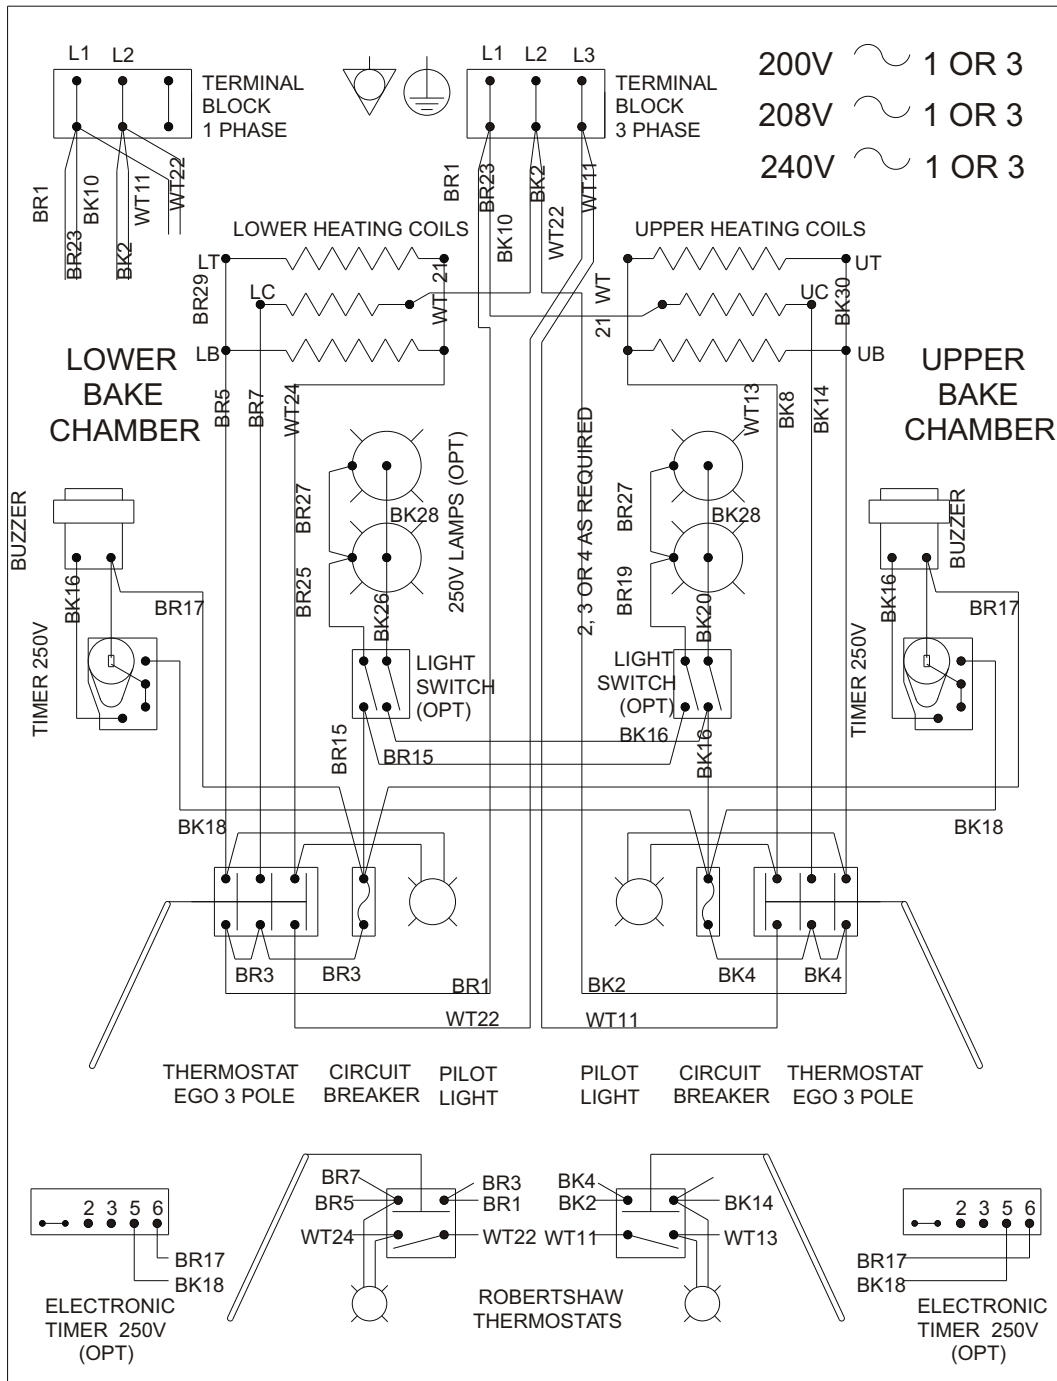 L1 L2
TERMINAL
BLOCK
1 PHASE
L1 L2 L3
TERMINAL
BLOCK
3 PHASE
200V 1 OR 3
208V 1 OR 3
240V 1 OR 3
BR1
BR23
BK10
BK2
WT11
WT22
BR1
BR23
BK10
BK2
WT22
WT11
LOWER HEATING COILS
UPPER HEATING COILS
LT
BR29
LC
LB
WT 21
21 WT
UT
UC
BK30
UB
LOWER
BAKE
CHAMBER
UPPER
BAKE
CHAMBER
BR5
BR7
WT24
WT13
BK8
BK14
BUZZER
BK16
BR17
TIMER 250V
BR27
BK28
BR25
BK26
250V LAMPS (OPT)
2, 3 OR 4 AS REQUIRED
BR27
BK28
BR19
BK20
BUZZER
BK16
BR17
TIMER 250V
LIGHT
SWITCH
(OPT)
LIGHT
SWITCH
(OPT)
BR15
BR15
BK16
BK16
BK18
BK18
BR3
BR3
BR1
WT22
BK2
WT11
BK4
BK4
THERMOSTAT
EGO 3 POLE
CIRCUIT
BREAKER
PILOT
LIGHT
PILOT
LIGHT
CIRCUIT
BREAKER
THERMOSTAT
EGO 3 POLE
2 3 5 6
BR17
BK18
ELECTRONIC
TIMER 250V
(OPT)
BR7
BR5
WT24
BR3
BR1
WT22
BK4
BK2
WT11
BK14
WT13
ROBERTSHAW
THERMOSTATS
2 3 5 6
BR17
BK18
ELECTRONIC
TIMER 250V
(OPT)